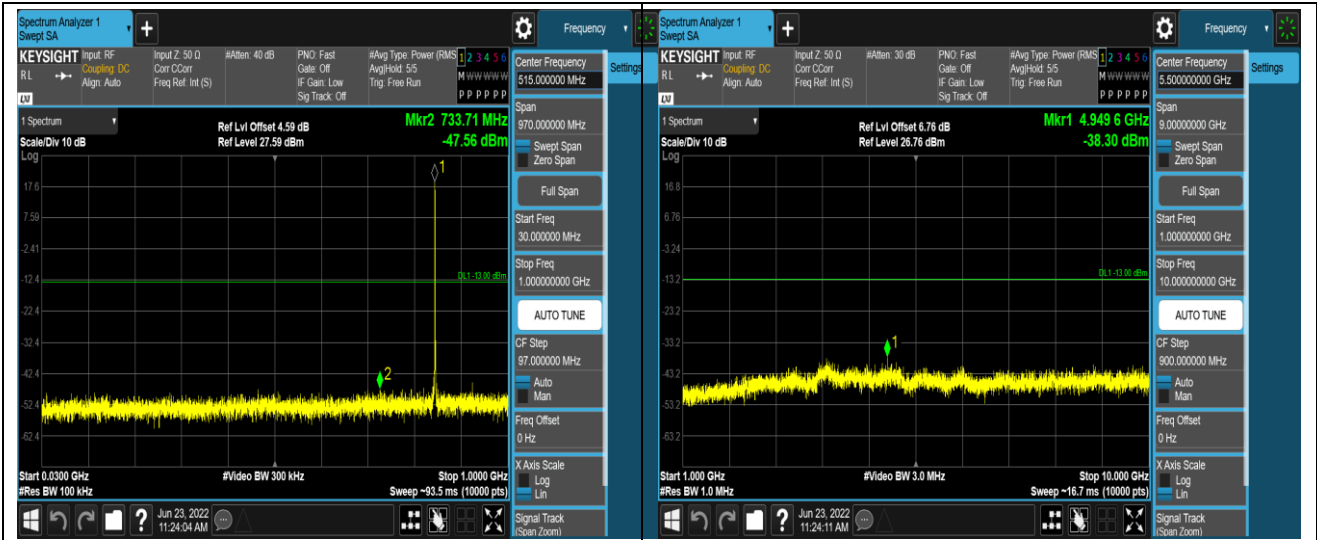 Spectrum Analyzer 1
Swept SA
+
Frequency
KEYSIGHT
RL
LXI
Input: RF
Coupling: DC
Align: Auto
Input Z: 50 Ω
Corr CCorr
Freq Ref: Int (S)
#Atten: 40 dB
PNO: Fast
Gate: Off
IF Gain: Low
Sig Track: Off
#Avg Type: Power (RMS
Avg|Hold: 5/5
Trig: Free Run
1 2 3 4 5 6
M W W W W W
P P P P P P
Center Frequency
515.000000 MHz
Settings
Span
970.000000 MHz
Swept Span
Zero Span
Full Span
Start Freq
30.000000 MHz
Stop Freq
1.000000000 GHz
AUTO TUNE
CF Step
97.000000 MHz
Auto
Man
Freq Offset
0 Hz
X Axis Scale
Log
Lin
Signal Track
(Span Zoom)
1 Spectrum
Scale/Div 10 dB
Log
Ref Lvl Offset 4.59 dB
Ref Level 27.59 dBm
Mkr2 733.71 MHz
-47.56 dBm
1
17.6
7.59
-2.41
DL1 -13.00 dBm
-12.4
-22.4
-32.4
-42.4
2
-52.4
-62.4
Start 0.0300 GHz
#Video BW 300 kHz
Stop 1.0000 GHz
#Res BW 100 kHz
Sweep ~93.5 ms (10000 pts)
?
Jun 23, 2022
11:24:04 AM
Spectrum Analyzer 1
Swept SA
+
Frequency
KEYSIGHT
RL
LXI
Input: RF
Coupling: DC
Align: Auto
Input Z: 50 Ω
Corr CCorr
Freq Ref: Int (S)
#Atten: 30 dB
PNO: Fast
Gate: Off
IF Gain: Low
Sig Track: Off
#Avg Type: Power (RMS
Avg|Hold: 5/5
Trig: Free Run
1 2 3 4 5 6
M W W W W W
P P P P P P
Center Frequency
5.500000000 GHz
Settings
Span
9.00000000 GHz
Swept Span
Zero Span
Full Span
Start Freq
1.000000000 GHz
Stop Freq
10.000000000 GHz
AUTO TUNE
CF Step
900.000000 MHz
Auto
Man
Freq Offset
0 Hz
X Axis Scale
Log
Lin
Signal Track
(Span Zoom)
1 Spectrum
Scale/Div 10 dB
Log
Ref Lvl Offset 6.76 dB
Ref Level 26.76 dBm
Mkr1 4.949 6 GHz
-38.30 dBm
16.8
6.76
-3.24
DL1 -13.00 dBm
-13.2
-23.2
-33.2
1
-43.2
-53.2
-63.2
Start 1.000 GHz
#Video BW 3.0 MHz
Stop 10.000 GHz
#Res BW 1.0 MHz
Sweep ~16.7 ms (10000 pts)
?
Jun 23, 2022
11:24:11 AM